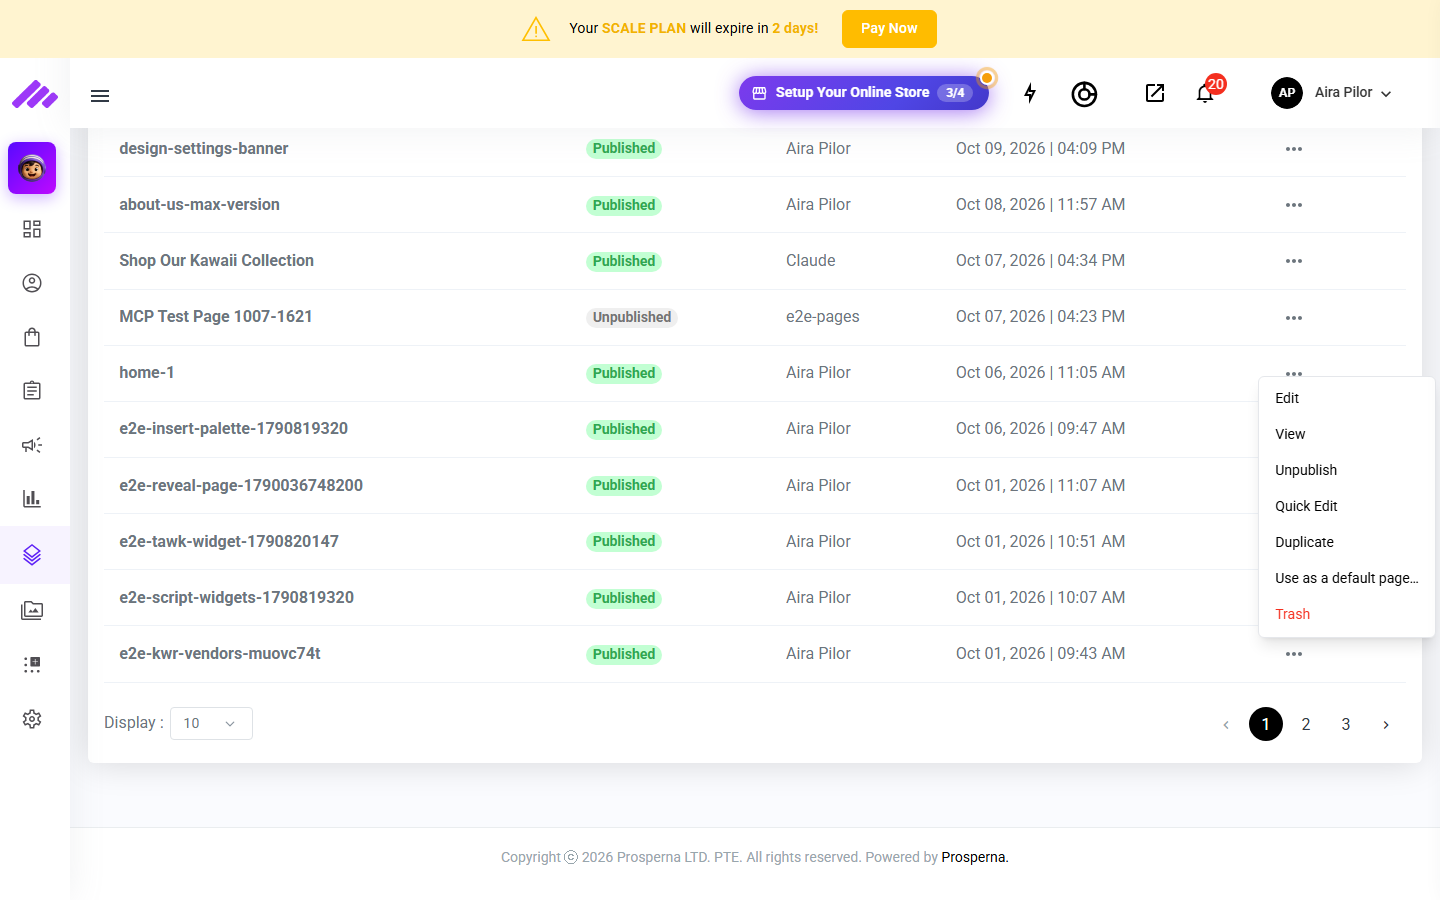 Your SCALE PLAN will expire in 2 days!
Pay Now
Setup Your Online Store 3/4
20
AP
Aira Pilor
design-settings-banner Published Aira Pilor Oct 09, 2026 | 04:09 PM
about-us-max-version Published Aira Pilor Oct 08, 2026 | 11:57 AM
Shop Our Kawaii Collection Published Claude Oct 07, 2026 | 04:34 PM
MCP Test Page 1007-1621 Unpublished e2e-pages Oct 07, 2026 | 04:23 PM
home-1 Published Aira Pilor Oct 06, 2026 | 11:05 AM
e2e-insert-palette-1790819320 Published Aira Pilor Oct 06, 2026 | 09:47 AM
e2e-reveal-page-1790036748200 Published Aira Pilor Oct 01, 2026 | 11:07 AM
e2e-tawk-widget-1790820147 Published Aira Pilor Oct 01, 2026 | 10:51 AM
e2e-script-widgets-1790819320 Published Aira Pilor Oct 01, 2026 | 10:07 AM
e2e-kwr-vendors-muovc74t Published Aira Pilor Oct 01, 2026 | 09:43 AM
Edit
View
Unpublish
Quick Edit
Duplicate
Use as a default page...
Trash
Display : 10
1 2 3
Copyright © 2026 Prosperna LTD. PTE. All rights reserved. Powered by Prosperna.